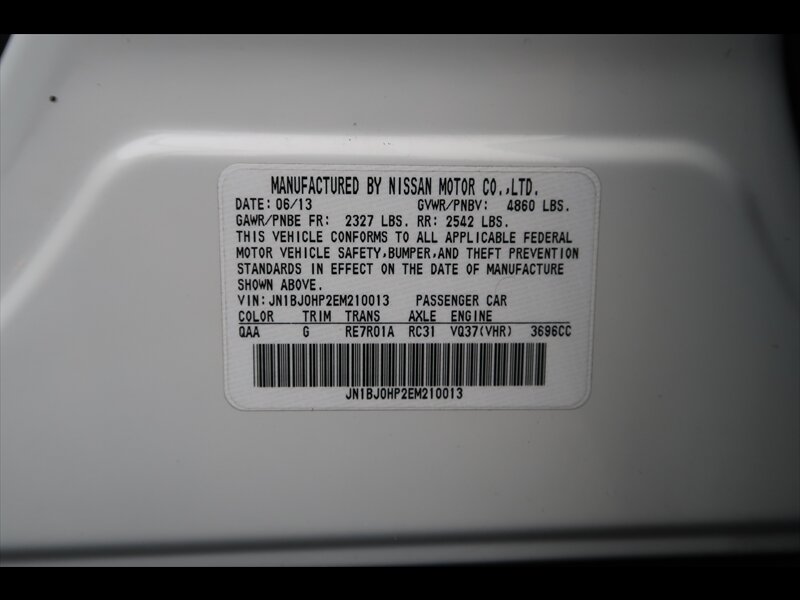 MANUFACTURED BY NISSAN MOTOR CO.,LTD.
DATE: 06/13 GVWR/PNBV: 4860 LBS.
GAWR/PNBE FR: 2327 LBS. RR: 2542 LBS.
THIS VEHICLE CONFORMS TO ALL APPLICABLE FEDERAL
MOTOR VEHICLE SAFETY,BUMPER,AND THEFT PREVENTION
STANDARDS IN EFFECT ON THE DATE OF MANUFACTURE
SHOWN ABOVE.
VIN: JN1BJ0HP2EM210013 PASSENGER CAR
COLOR TRIM TRANS AXLE ENGINE
QAA G RE7R01A RC31 VQ37(VHR) 3696CC
JN1BJ0HP2EM210013